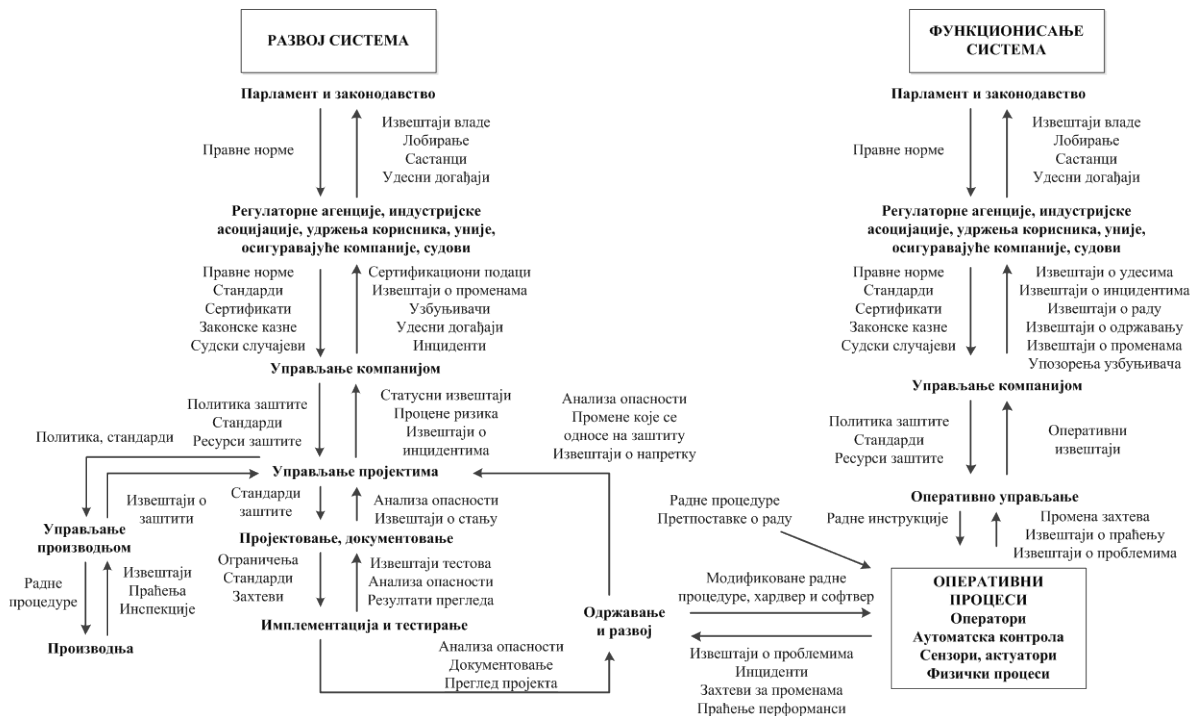 РАЗВОЈ СИСТЕМА
Парламент и законодавство
Правне норме
Извештаји владе
Лобирање
Састанци
Удесни догађаји
Регулаторне агенције, индустријске
асоцијације, удржења корисника, уније,
осигуравајуће компаније, судови
Правне норме
Стандарди
Сертификати
Законске казне
Судски случајеви
Сертификациони подаци
Извештаји о променама
Узбуњивачи
Удесни догађаји
Инциденти
Управљање компанијом
Политика заштите
Стандарди
Ресурси заштите
Статусни извештаји
Процене ризика
Извештаји о
инцидентима
Политика, стандарди
Управљање пројектима
Извештаји о
заштити
Управљање
производњом
Радне
процедуре
Извештаји
Праћења
Инспекције
Производња
Стандарди
заштите
Анализа опасности
Извештаји о стању
Пројектовање, документовање
Ограничења
Стандарди
Захтеви
Извештаји тестова
Анализа опасности
Резултати прегледа
Имплементација и тестирање
Анализа опасности
Документовање
Преглед пројекта
Анализа опасности
Промене које се
односе на заштиту
Извештаји о напретку
Одржавање
и развој
ФУНКЦИОНИСАЊЕ
СИСТЕМА
Парламент и законодавство
Правне норме
Извештаји владе
Лобирање
Састанци
Удесни догађаји
Регулаторне агенције, индустријске
асоцијације, удржења корисника, уније,
осигуравајуће компаније, судови
Правне норме
Стандарди
Сертификати
Законске казне
Судски случајеви
Извештаји о удесима
Извештаји о инцидентима
Извештаји о раду
Извештаји о одржавању
Извештаји о променама
Упозорења узбуњивача
Управљање компанијом
Политика заштите
Стандарди
Ресурси заштите
Оперативни
извештаји
Оперативно управљање
Радне процедуре
Претпоставке о раду
Радне инструкције
Промена захтева
Извештаји о праћењу
Извештаји о проблемима
Модификоване радне
процедуре, хардвер и софтвер
ОПЕРАТИВНИ
ПРОЦЕСИ
Оператори
Аутоматска контрола
Сензори, актуатори
Физички процеси
Извештаји о проблемима
Инциденти
Захтеви за променама
Праћење перформанси